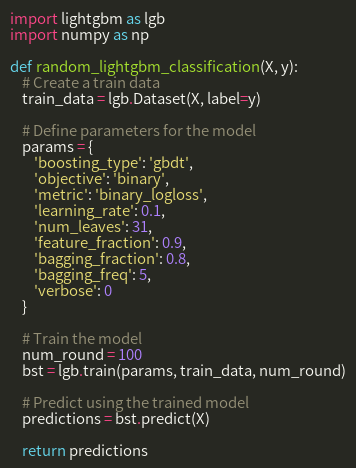 import lightgbm as lgb
import numpy as np

def random_lightgbm_classification(X, y):
    # Create a train data
    train_data = lgb.Dataset(X, label=y)

    # Define parameters for the model
    params = {
        'boosting_type': 'gbdt',
        'objective': 'binary',
        'metric': 'binary_logloss',
        'learning_rate': 0.1,
        'num_leaves': 31,
        'feature_fraction': 0.9,
        'bagging_fraction': 0.8,
        'bagging_freq': 5,
        'verbose': 0
    }

    # Train the model
    num_round = 100
    bst = lgb.train(params, train_data, num_round)

    # Predict using the trained model
    predictions = bst.predict(X)

    return predictions